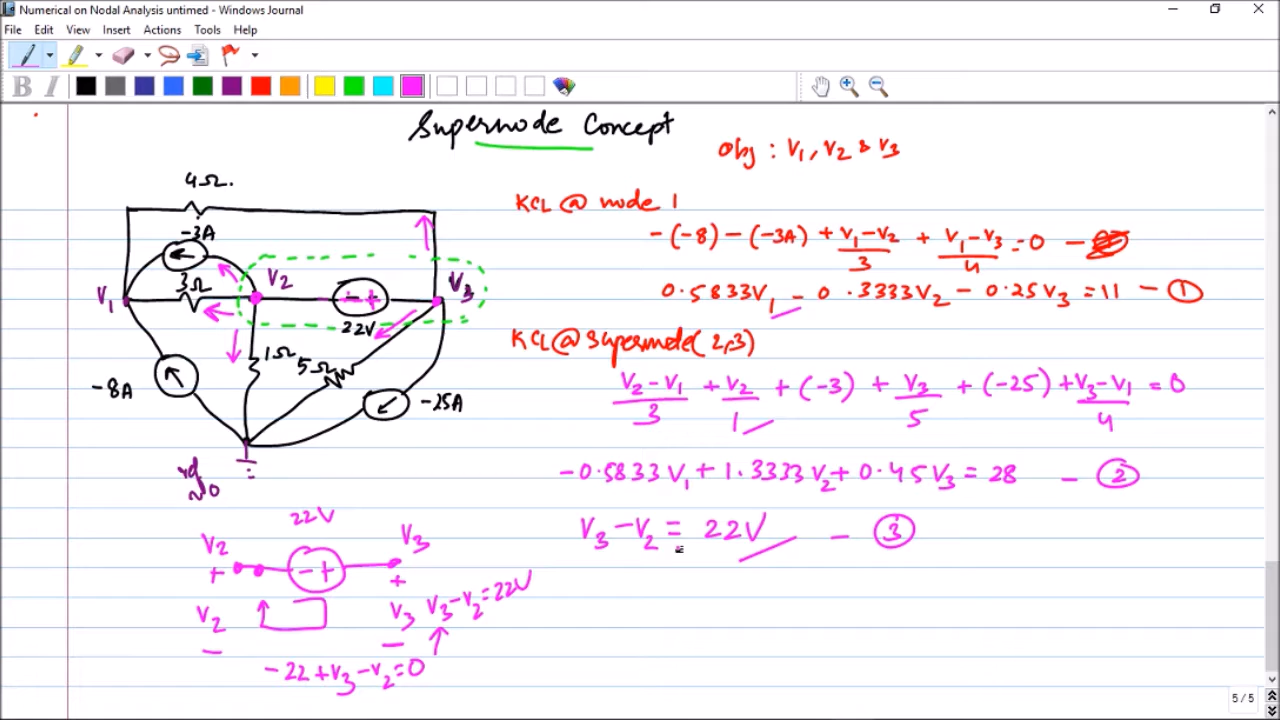 Numerical on Nodal Analysis untimed - Windows Journal
File Edit View Insert Actions Tools Help
B I
Supernode Concept
Obj : V1, V2 & V3
4Ω.
-3A
3Ω
V1
V2
V3
- +
22V
1Ω
5Ω
-8A
-25A
KCL @ node 1
-(-8) -(-3A) + V1-V2/3 + V1-V3/4 = 0 -
0.5833V1 - 0.3333V2 - 0.25V3 = 11 - 1
KCL @ Supernode(2,3)
V2-V1/3 + V2/1 + (-3) + V3/5 + (-25) + V3-V1/4 = 0
-0.5833V1 + 1.3333V2 + 0.45V3 = 28 - 2
V3 - V2 = 22V - 3
22V
V2 V3
+ - + +
V2 V3 V3-V2=22V
- -
-22+V3-V2=0
5 / 5